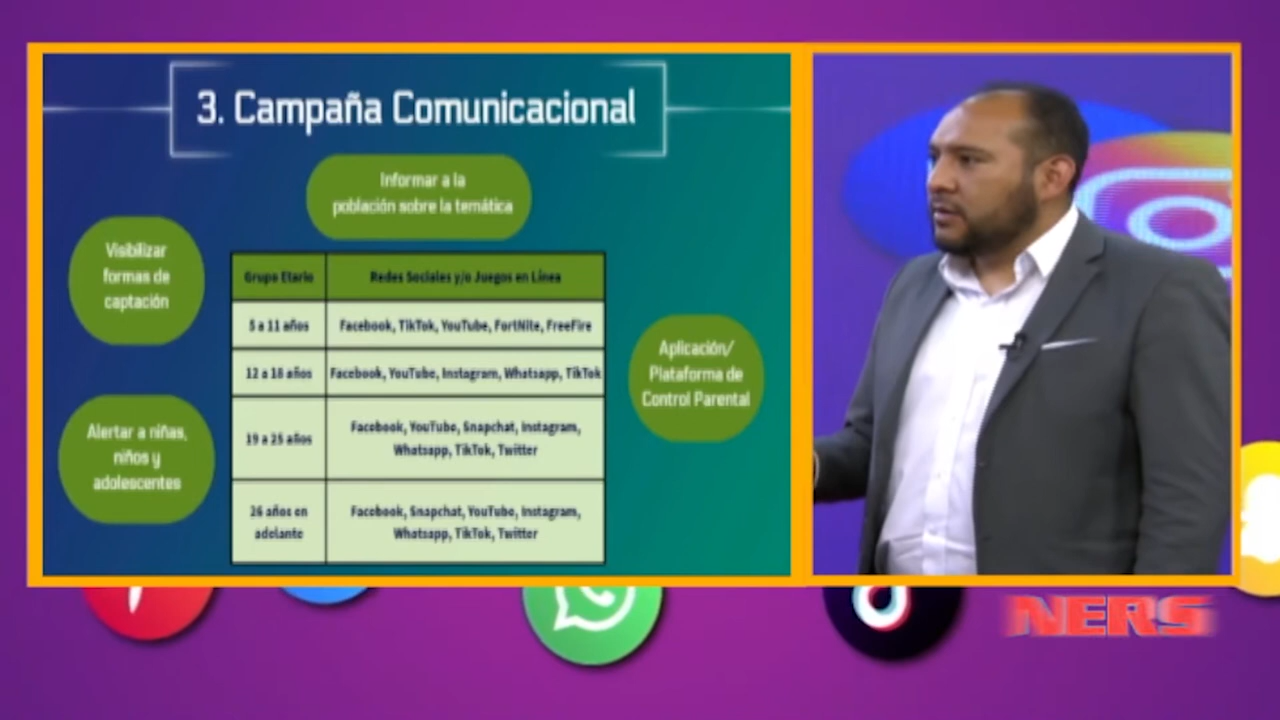 3. Campaña Comunicacional
Informar a la
población sobre la temática
Visibilizar
formas de
captación
Alertar a niñas,
niños y
adolescentes
Grupo Etario Redes Sociales y/o Juegos en Línea
5 a 11 años Facebook, TikTok, YouTube, FortNite, FreeFire
12 a 18 años Facebook, YouTube, Instagram, Whatsapp, TikTok
19 a 25 años Facebook, YouTube, Snapchat, Instagram,
Whatsapp, TikTok, Twitter
26 años en
adelante
Facebook, Snapchat, YouTube, Instagram,
Whatsapp, TikTok, Twitter
Aplicación/
Plataforma de
Control Parental
NERS